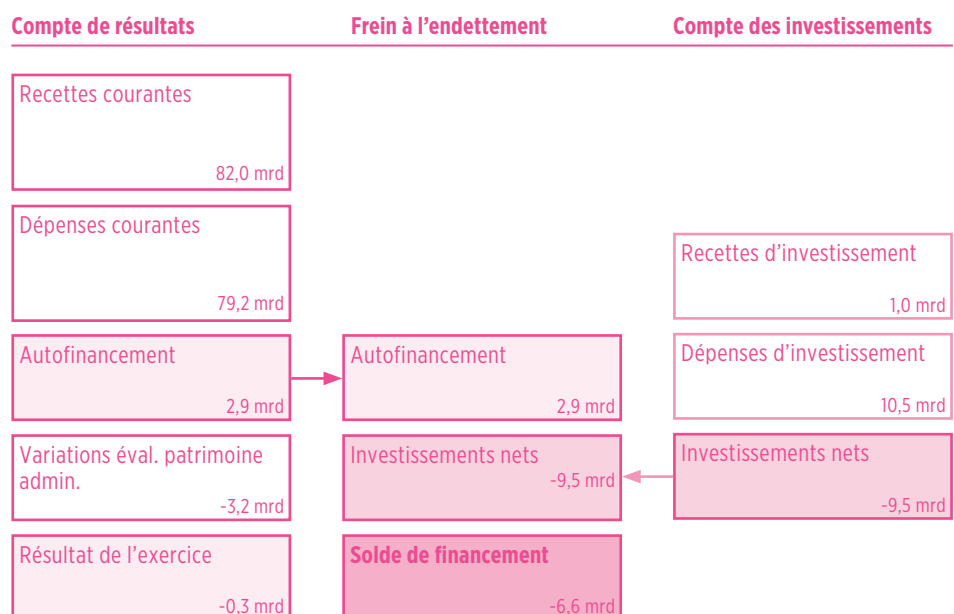 Compte de résultats
Frein à l'endettement
Compte des investissements
Recettes courantes
82,0 mrd
Dépenses courantes
79,2 mrd
Recettes d'investissement
1,0 mrd
Autofinancement
2,9 mrd
Autofinancement
2,9 mrd
Dépenses d'investissement
10,5 mrd
Variations éval. patrimoine
admin.
-3,2 mrd
Investissements nets
-9,5 mrd
Investissements nets
-9,5 mrd
Résultat de l'exercice
-0,3 mrd
Solde de financement
-6,6 mrd